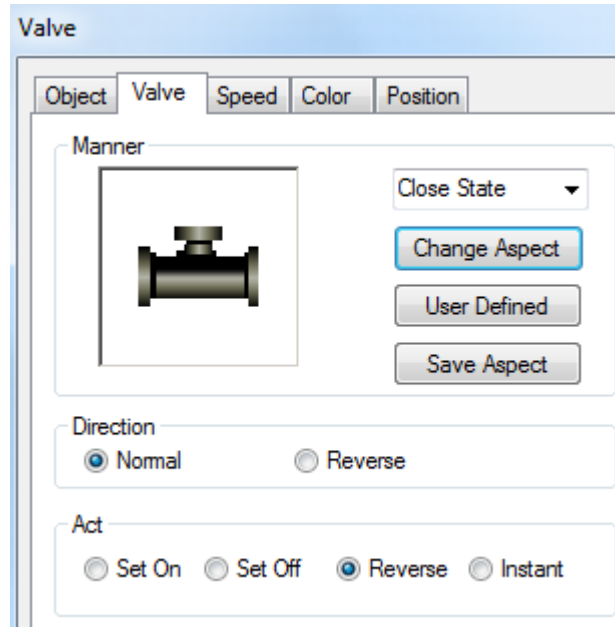 Valve
Object Valve Speed Color Position
Manner
Close State
Change Aspect
User Defined
Save Aspect
Direction
Normal Reverse
Act
Set On Set Off Reverse Instant